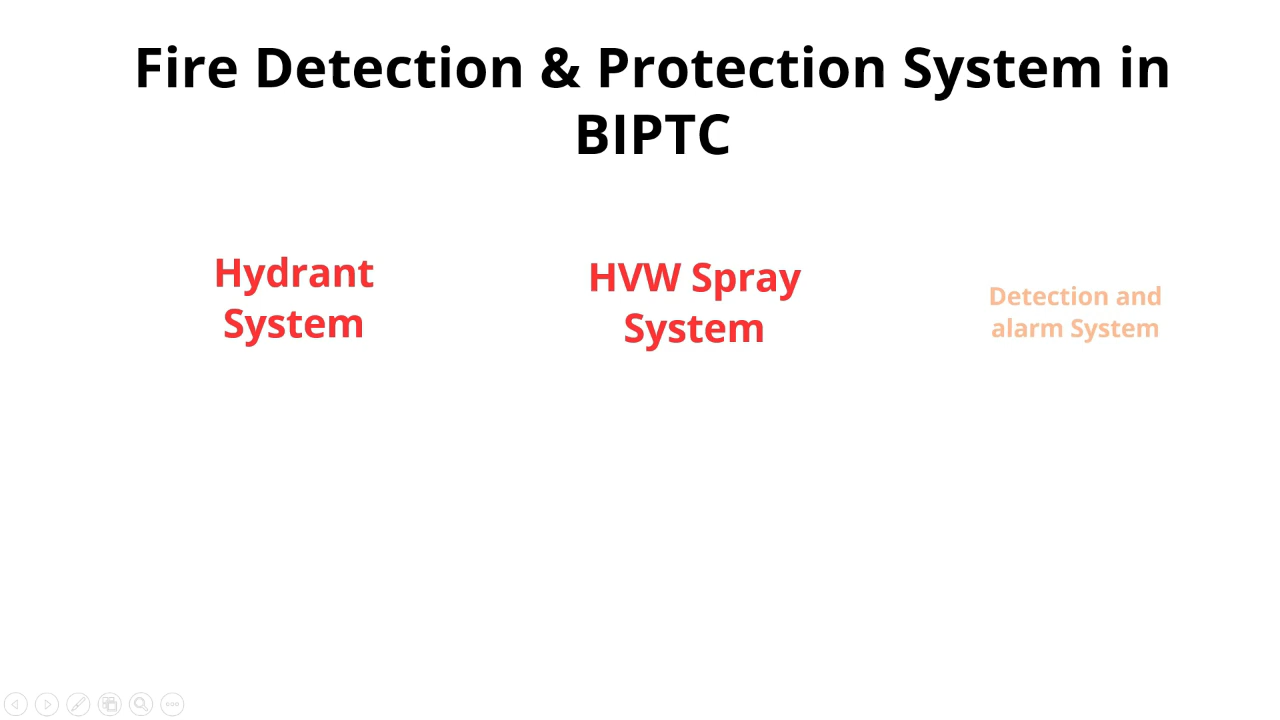 Fire Detection & Protection System in
BIPTC
Hydrant
System
HVW Spray
System
Detection and
alarm System